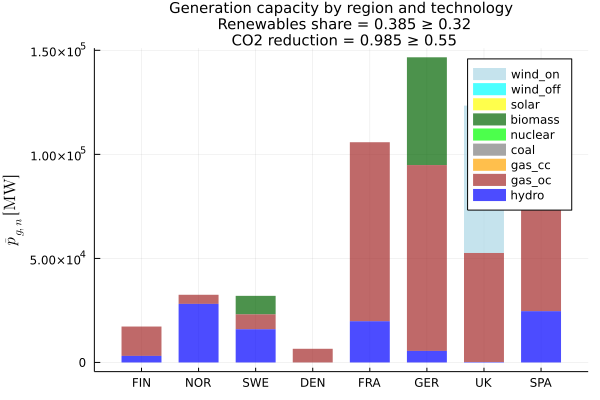 Generation capacity by region and technology
Renewables share = 0.385 ≥ 0.32
CO2 reduction = 0.985 ≥ 0.55
1.50×10⁵
1.00×10⁵
5.00×10⁴
0
p̄g,n [MW]
wind_on
wind_off
solar
biomass
nuclear
coal
gas_cc
gas_oc
hydro
FIN NOR SWE DEN FRA GER UK SPA